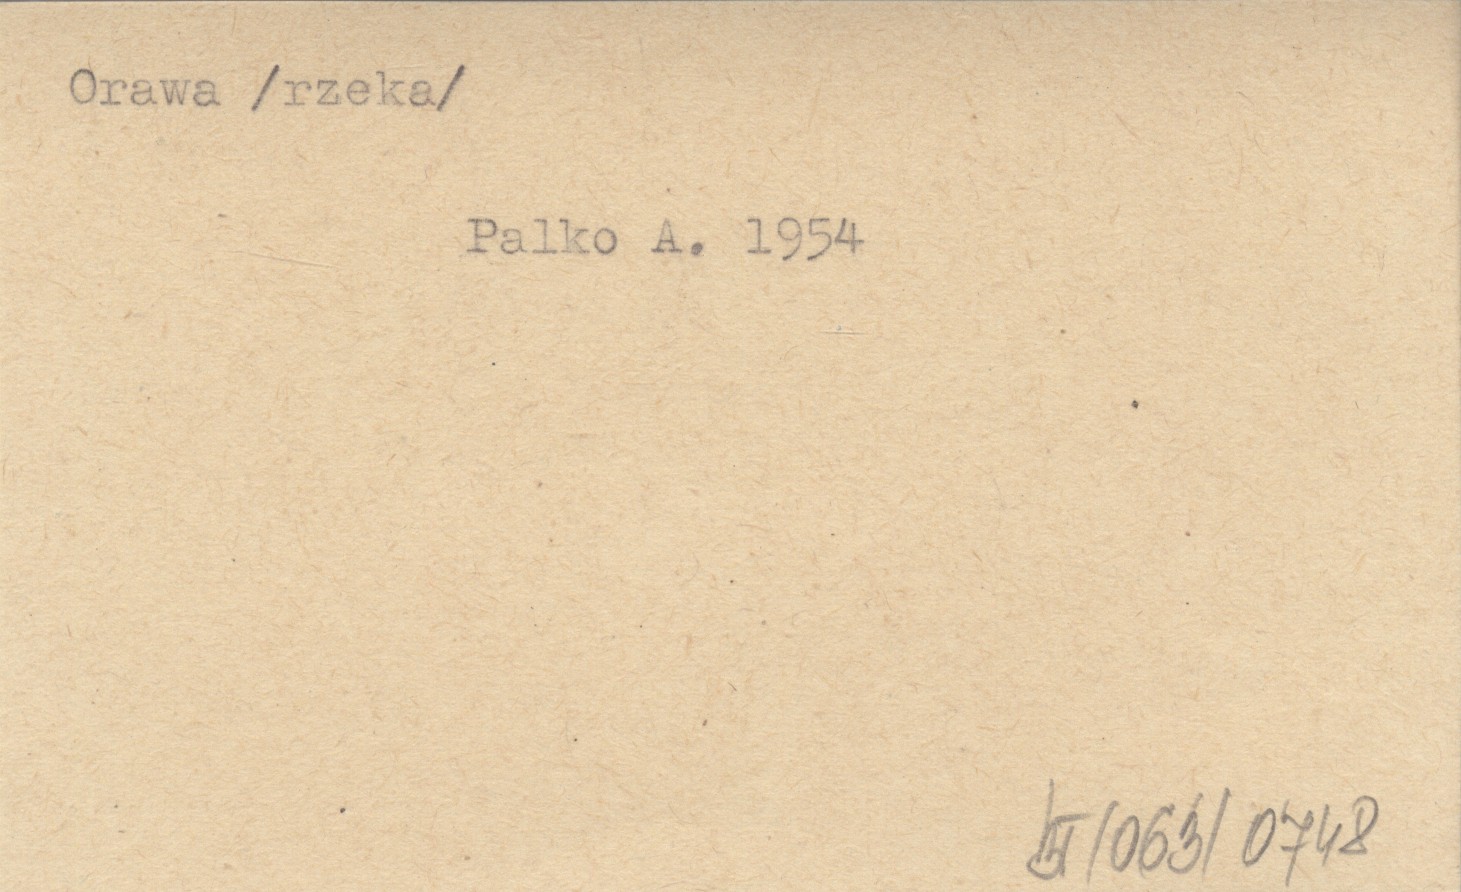 Orawa /rzeka/
Palko A. 1954
/063/ 0748